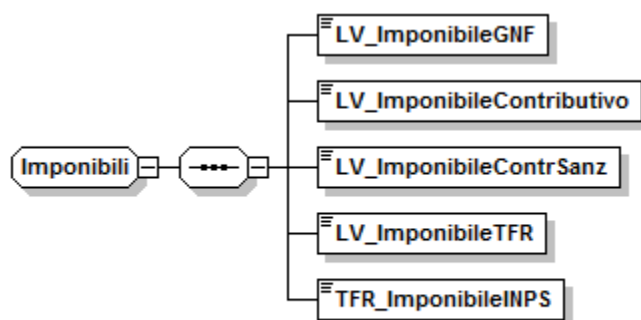 LV_ImponibileGNF
LV_ImponibileContributivo
Imponibili
LV_ImponibileContrSanz
LV_ImponibileTFR
TFR_ImponibileINPS